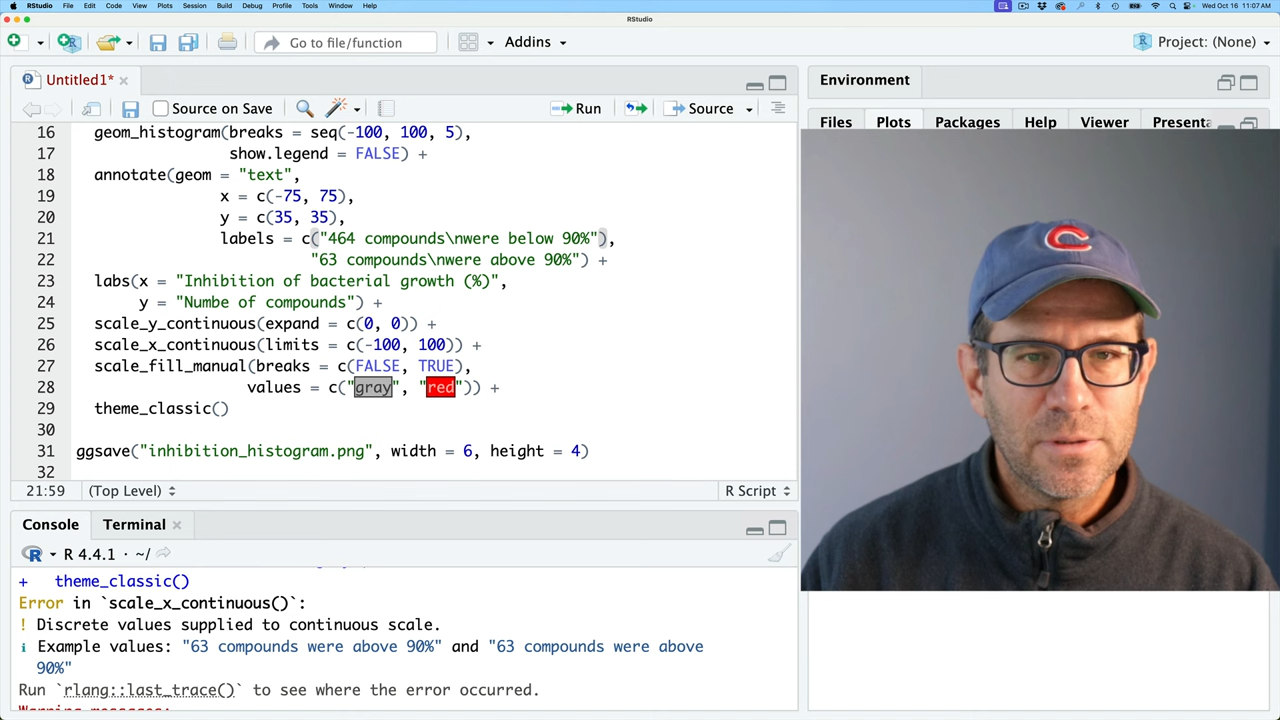 RStudio File Edit Code View Plots Session Build Debug Profile Tools Window Help Wed Oct 16 11:07 AM
RStudio
Go to file/function Addins Project: (None)
Untitled1*
Source on Save Run Source
16 geom_histogram(breaks = seq(-100, 100, 5),
17 show.legend = FALSE) +
18 annotate(geom = "text",
19 x = c(-75, 75),
20 y = c(35, 35),
21 labels = c("464 compounds\nwere below 90%"),
22 "63 compounds\nwere above 90%") +
23 labs(x = "Inhibition of bacterial growth (%)",
24 y = "Numbe of compounds") +
25 scale_y_continuous(expand = c(0, 0)) +
26 scale_x_continuous(limits = c(-100, 100)) +
27 scale_fill_manual(breaks = c(FALSE, TRUE),
28 values = c("gray", "red")) +
29 theme_classic()
30
31 ggsave("inhibition_histogram.png", width = 6, height = 4)
32
21:59 (Top Level) R Script
Console Terminal
R 4.4.1 · ~/
+ theme_classic()
Error in `scale_x_continuous()`:
! Discrete values supplied to continuous scale.
ℹ Example values: "63 compounds were above 90%" and "63 compounds were above
90%"
Run `rlang::last_trace()` to see where the error occurred.
Warning messages:
Environment
Files Plots Packages Help Viewer Presenta
C